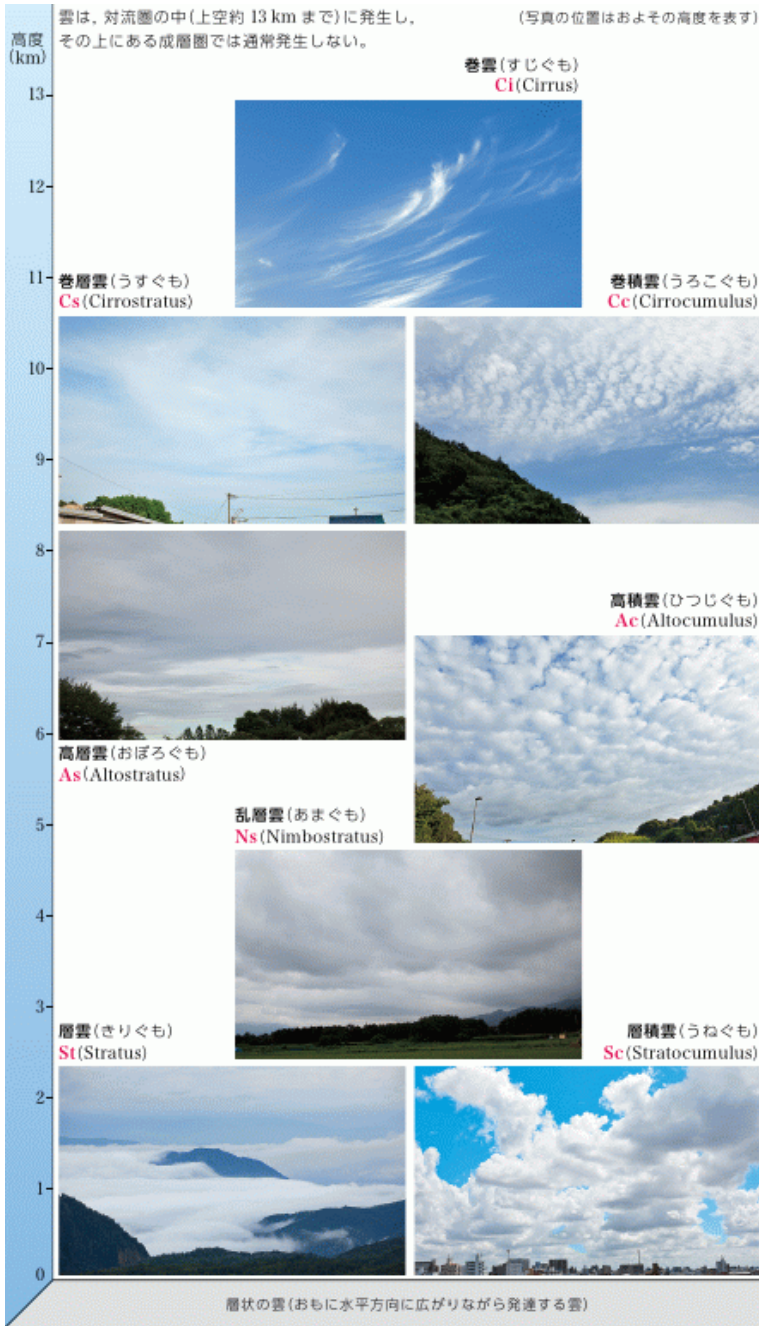 雲は，対流圏の中(上空約 13 km まで)に発生し，
その上にある成層圏では通常発生しない。
(写真の位置はおよその高度を表す)
高度
(km)
巻雲(すじぐも)
Ci(Cirrus)
13
12
11
巻層雲(うすぐも)
Cs(Cirrostratus)
巻積雲(うろこぐも)
Cc(Cirrocumulus)
10
9
8
高積雲(ひつじぐも)
Ac(Altocumulus)
7
6
高層雲(おぼろぐも)
As(Altostratus)
乱層雲(あまぐも)
Ns(Nimbostratus)
5
4
3
層雲(きりぐも)
St(Stratus)
層積雲(うねぐも)
Sc(Stratocumulus)
2
1
0
層状の雲(おもに水平方向に広がりながら発達する雲)